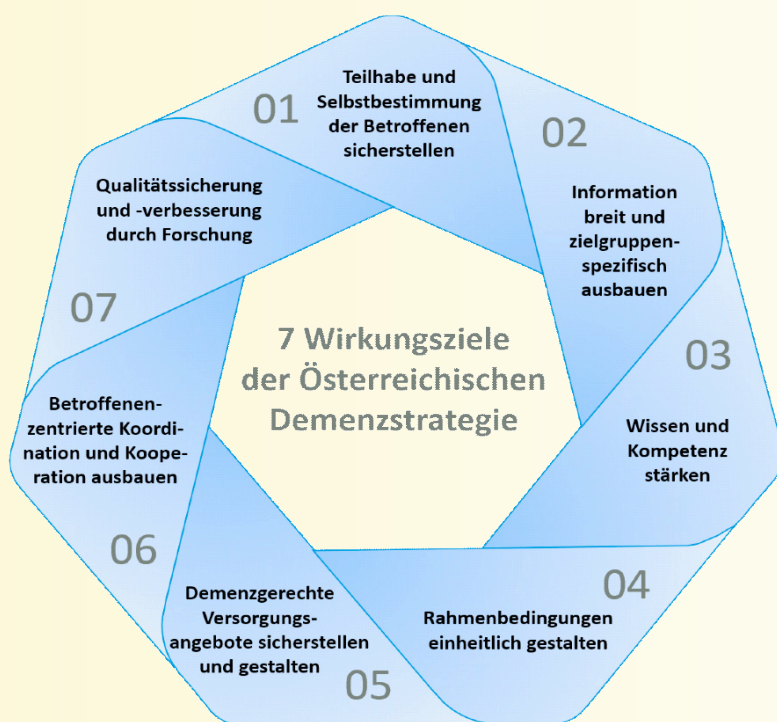 7 Wirkungsziele
der Österreichischen
Demenzstrategie
01
Teilhabe und
Selbstbestimmung
der Betroffenen
sicherstellen
02
Information
breit und
zielgruppen-
spezifisch
ausbauen
03
Wissen und
Kompetenz
stärken
04
Rahmenbedingungen
einheitlich gestalten
05
Demenzgerechte
Versorgungs-
angebote sicherstellen
und gestalten
06
Betroffenen-
zentrierte Koordi-
nation und Koope-
ration ausbauen
07
Qualitätssicherung
und -verbesserung
durch Forschung